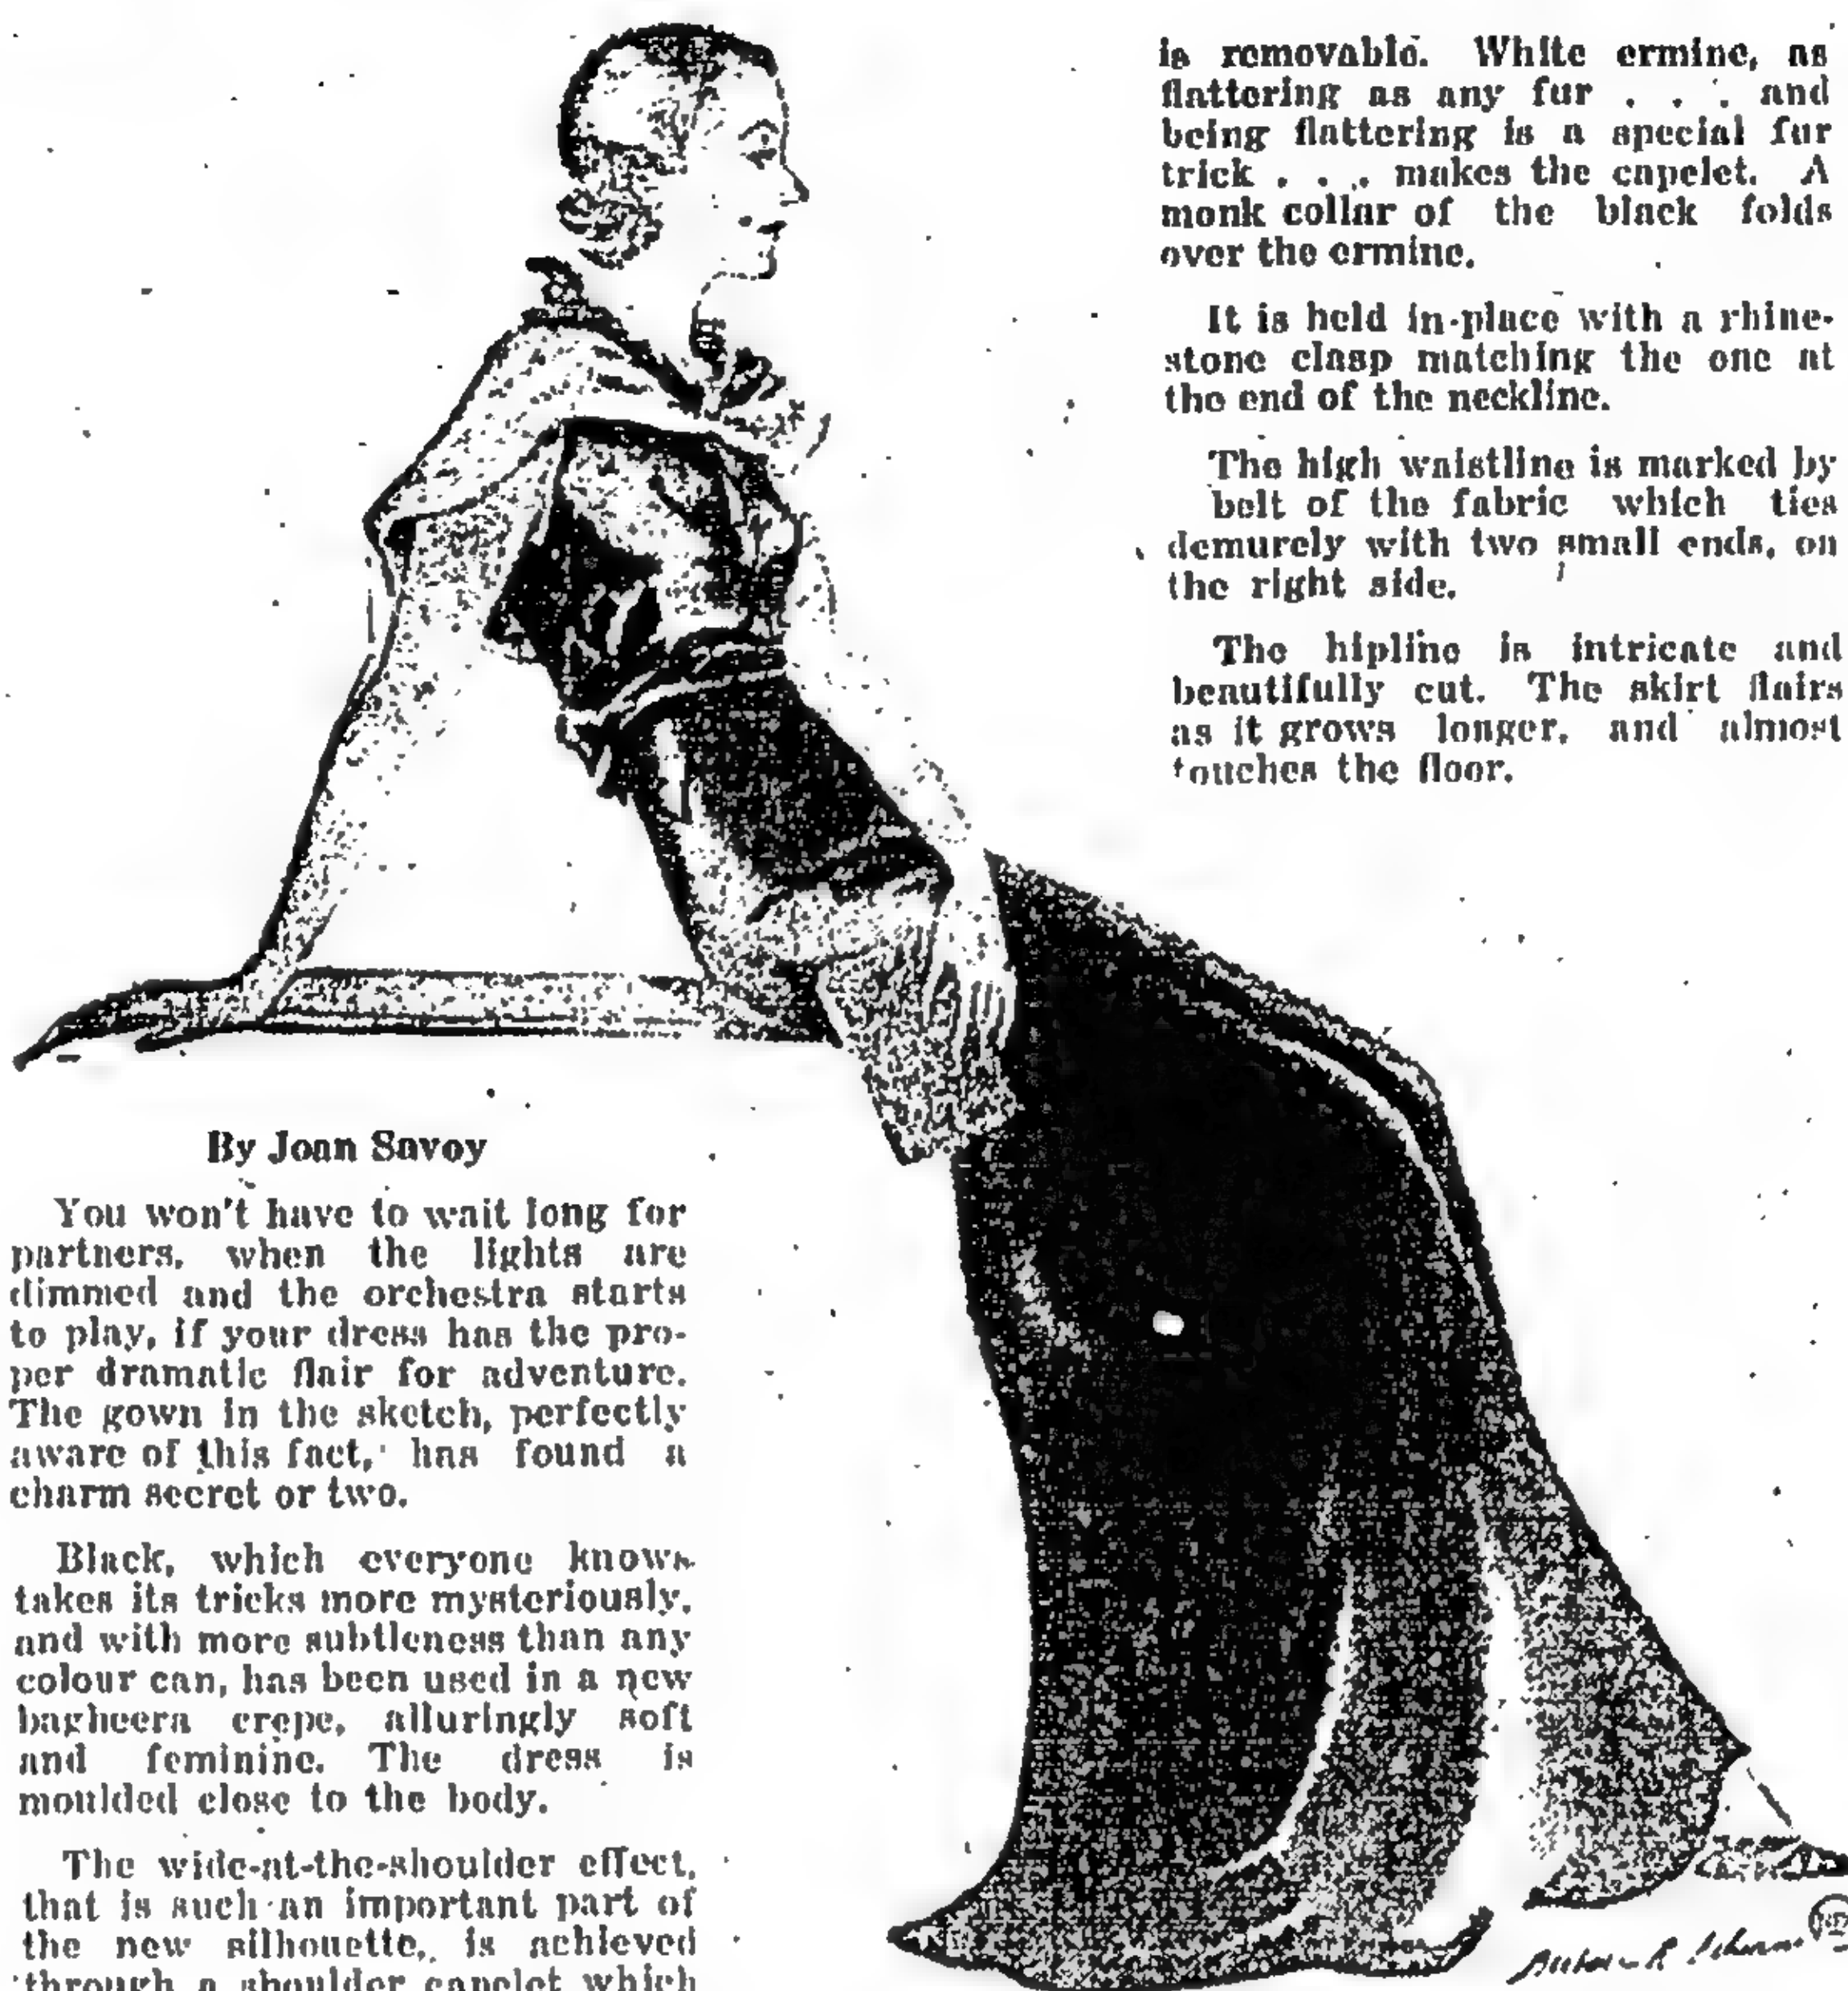 By Joan Savoy
You won't have to wait long for
partners, when the lights are
dimmed and the orchestra starts
to play, if your dress has the pro-
per dramatic flair for adventure.
The gown in the sketch, perfectly
aware of this fact, has found a
charm secret or two.
Black, which everyone knows
takes its tricks more mysteriously,
and with more subtleness than any
colour can, has been used in a new
bagheera crepe, alluringly soft
and feminine. The dress is
moulded close to the body.
The wide-at-the-shoulder effect,
that is such an important part of
the new silhouette, is achieved
through a shoulder capelet which
is removable. White ermine, as
flattering as any fur . . . and
being flattering is a special fur
trick . . . makes the capelet. A
monk collar of the black folds
over the ermine.
It is held in-place with a rhine-
stone clasp matching the one at
the end of the neckline.
The high waistline is marked by
belt of the fabric which ties
demurely with two small ends, on
the right side.
The hipline is intricate and
beautifully cut. The skirt flairs
as it grows longer, and almost
touches the floor.